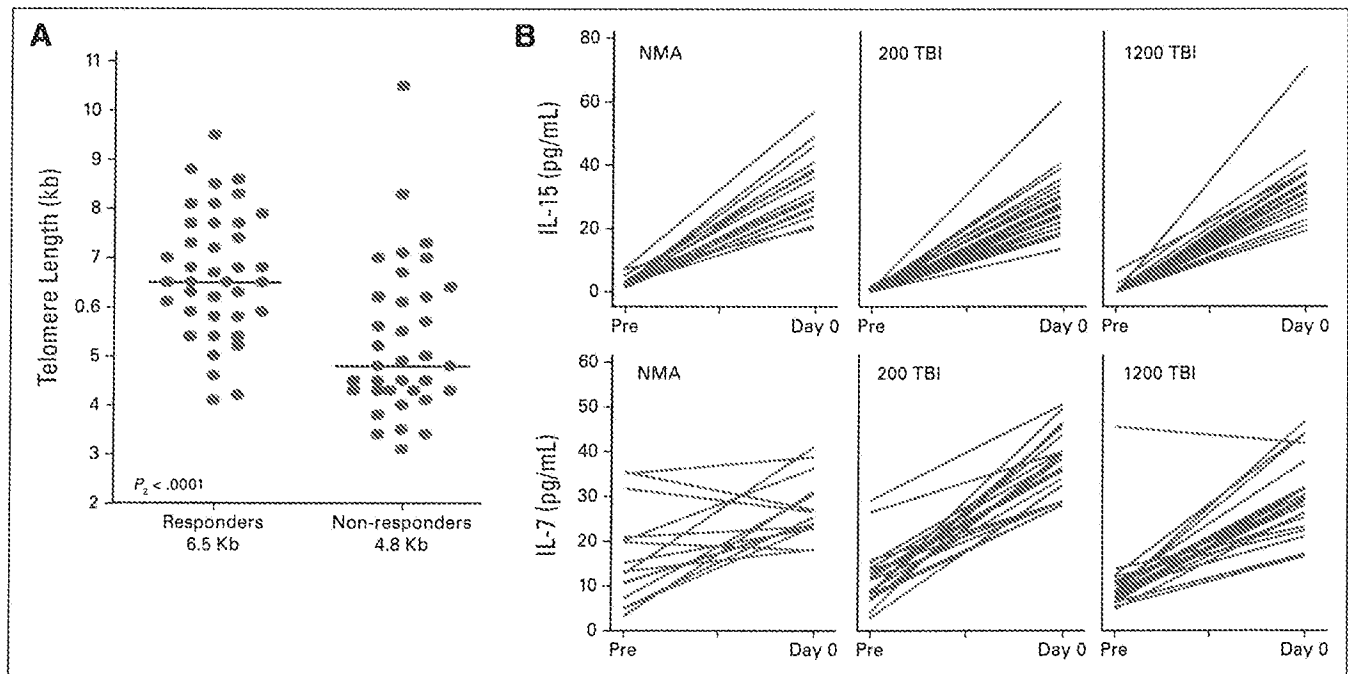 A
Telomere Length (kb)
11
10
9
8
7
0.6
5
4
3
2
P2 < .0001
Responders
6.5 Kb
Non-responders
4.8 Kb
B
IL-15 (pg/mL)
80
60
40
20
0
NMA
Pre
Day 0
200 TBI
Pre
Day 0
1200 TBI
Pre
Day 0
IL-7 (pg/mL)
60
50
40
30
20
10
0
NMA
Pre
Day 0
200 TBI
Pre
Day 0
1200 TBI
Pre
Day 0